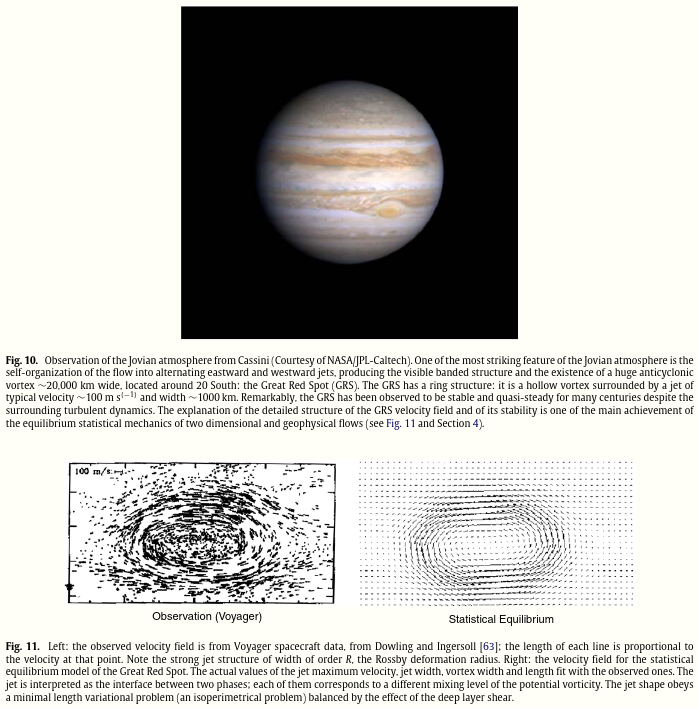 Fig. 10. Observation of the Jovian atmosphere from Cassini (Courtesy of NASA/JPL-Caltech). One of the most striking feature of the Jovian atmosphere is the
self-organization of the flow into alternating eastward and westward jets, producing the visible banded structure and the existence of a huge anticyclonic
vortex ∼20,000 km wide, located around 20 South: the Great Red Spot (GRS). The GRS has a ring structure: it is a hollow vortex surrounded by a jet of
typical velocity ∼100 m s(−1) and width ∼1000 km. Remarkably, the GRS has been observed to be stable and quasi-steady for many centuries despite the
surrounding turbulent dynamics. The explanation of the detailed structure of the GRS velocity field and of its stability is one of the main achievement of
the equilibrium statistical mechanics of two dimensional and geophysical flows (see Fig. 11 and Section 4).
100 m/s:
Observation (Voyager)
Statistical Equilibrium
Fig. 11. Left: the observed velocity field is from Voyager spacecraft data, from Dowling and Ingersoll [63]; the length of each line is proportional to
the velocity at that point. Note the strong jet structure of width of order R, the Rossby deformation radius. Right: the velocity field for the statistical
equilibrium model of the Great Red Spot. The actual values of the jet maximum velocity, jet width, vortex width and length fit with the observed ones. The
jet is interpreted as the interface between two phases; each of them corresponds to a different mixing level of the potential vorticity. The jet shape obeys
a minimal length variational problem (an isoperimetrical problem) balanced by the effect of the deep layer shear.